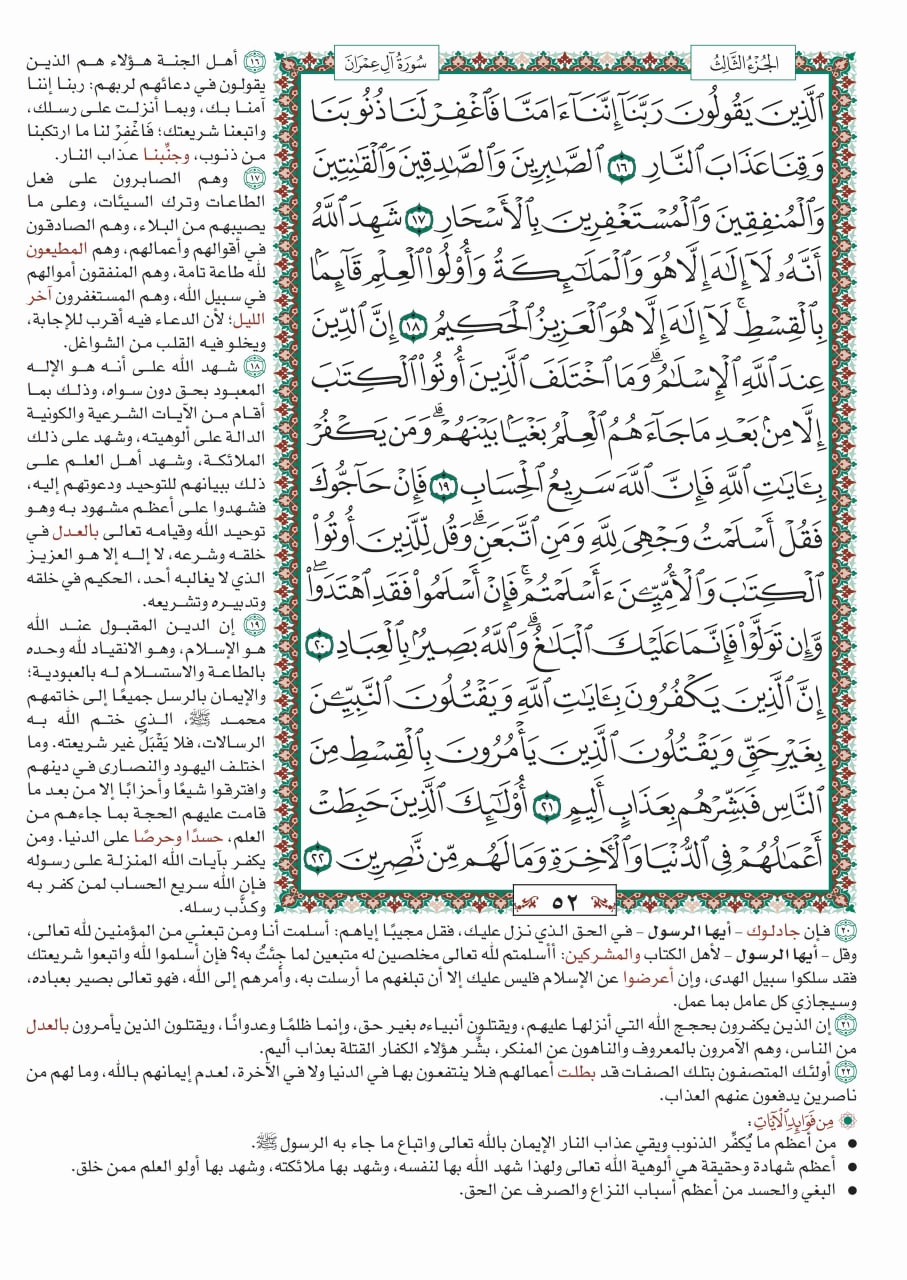 الجزء الثالث
سورة آل عمران
الَّذِينَ يَقُولُونَ رَبَّنَآ إِنَّنَآ ءَامَنَّا فَٱغْفِرْ لَنَا ذُنُوبَنَا
وَقِنَا عَذَابَ ٱلنَّارِ ١٦ ٱلصَّـٰبِرِينَ وَٱلصَّـٰدِقِينَ وَٱلْقَـٰنِتِينَ
وَٱلْمُنفِقِينَ وَٱلْمُسْتَغْفِرِينَ بِٱلْأَسْحَارِ ١٧ شَهِدَ ٱللَّهُ
أَنَّهُۥ لَآ إِلَـٰهَ إِلَّا هُوَ وَٱلْمَلَـٰٓئِكَةُ وَأُو۟لُوا۟ ٱلْعِلْمِ قَآئِمًۢا
بِٱلْقِسْطِ ۚ لَآ إِلَـٰهَ إِلَّا هُوَ ٱلْعَزِيزُ ٱلْحَكِيمُ ١٨ إِنَّ ٱلدِّينَ
عِندَ ٱللَّهِ ٱلْإِسْلَـٰمُ ۗ وَمَا ٱخْتَلَفَ ٱلَّذِينَ أُوتُوا۟ ٱلْكِتَـٰبَ
إِلَّا مِنۢ بَعْدِ مَا جَآءَهُمُ ٱلْعِلْمُ بَغْيًۢا بَيْنَهُمْ ۗ وَمَن يَكْفُرْ
بِـَٔايَـٰتِ ٱللَّهِ فَإِنَّ ٱللَّهَ سَرِيعُ ٱلْحِسَابِ ١٩ فَإِنْ حَآجُّوكَ
فَقُلْ أَسْلَمْتُ وَجْهِىَ لِلَّهِ وَمَنِ ٱتَّبَعَنِ ۗ وَقُل لِّلَّذِينَ أُوتُوا۟
ٱلْكِتَـٰبَ وَٱلْأُمِّيِّـۧنَ ءَأَسْلَمْتُمْ ۚ فَإِنْ أَسْلَمُوا۟ فَقَدِ ٱهْتَدَوا۟ ۖ
وَّإِن تَوَلَّوْا۟ فَإِنَّمَا عَلَيْكَ ٱلْبَلَـٰغُ ۗ وَٱللَّهُ بَصِيرٌۢ بِٱلْعِبَادِ ٢٠
إِنَّ ٱلَّذِينَ يَكْفُرُونَ بِـَٔايَـٰتِ ٱللَّهِ وَيَقْتُلُونَ ٱلنَّبِيِّـۧنَ
بِغَيْرِ حَقٍّ وَيَقْتُلُونَ ٱلَّذِينَ يَأْمُرُونَ بِٱلْقِسْطِ مِنَ
ٱلنَّاسِ فَبَشِّرْهُم بِعَذَابٍ أَلِيمٍ ٢١ أُو۟لَـٰٓئِكَ ٱلَّذِينَ حَبِطَتْ
أَعْمَـٰلُهُمْ فِى ٱلدُّنْيَا وَٱلْـَٔاخِرَةِ وَمَا لَهُم مِّن نَّـٰصِرِينَ ٢٢
٥٢
١٦ أهل الجنة هؤلاء هم الذين
يقولون في دعائهم لربهم: ربنا إننا
آمنا بك، وبما أنزلت على رسلك،
واتبعنا شريعتك؛ فَاغْفِرْ لنا ما ارتكبنا
من ذنوب، وجنِّبنا عذاب النار.
١٧ وهم الصابرون على فعل
الطاعات وترك السيئات، وعلى ما
يصيبهم من البلاء، وهم الصادقون
في أقوالهم وأعمالهم، وهم المطيعون
لله طاعة تامة، وهم المنفقون أموالهم
في سبيل الله، وهم المستغفرون آخر
الليل؛ لأن الدعاء فيه أقرب للإجابة،
ويخلو فيه القلب من الشواغل.
١٨ شهد الله على أنه هو الإله
المعبود بحق دون سواه، وذلك بما
أقام من الآيات الشرعية والكونية
الدالة على ألوهيته، وشهد على ذلك
الملائكة، وشهد أهل العلم على
ذلك ببيانهم للتوحيد ودعوتهم إليه،
فشهدوا على أعظم مشهود به وهو
توحيد الله وقيامه تعالى بالعدل في
خلقه وشرعه، لا إله إلا هو العزيز
الذي لا يغالبه أحد، الحكيم في خلقه
وتدبيره وتشريعه.
١٩ إن الدين المقبول عند الله
هو الإسلام، وهو الانقياد لله وحده
بالطاعة والاستسلام له بالعبودية؛
والإيمان بالرسل جميعًا إلى خاتمهم
محمد ﷺ، الذي ختم الله به
الرسالات، فلا يَقْبَلُ غير شريعته. وما
اختلف اليهود والنصارى في دينهم
وافترقوا شيعًا وأحزابًا إلا من بعد ما
قامت عليهم الحجة بما جاءهم من
العلم، حسدًا وحرصًا على الدنيا. ومن
يكفر بآيات الله المنزلة على رسوله
فإن الله سريع الحساب لمن كفر به
وكذَّب رسله.
٢٠ فإن جادلوك - أيها الرسول - في الحق الذي نزل عليك، فقل مجيبًا إياهم: أسلمت أنا ومن تبعني من المؤمنين لله تعالى،
وقل - أيها الرسول - لأهل الكتاب والمشركين: أأسلمتم لله تعالى مخلصين له متبعين لما جِئتُ به؟ فإن أسلموا لله واتبعوا شريعتك
فقد سلكوا سبيل الهدى، وإن أعرضوا عن الإسلام فليس عليك إلا أن تبلغهم ما أرسلت به، وأمرهم إلى الله، فهو تعالى بصير بعباده،
وسيجازي كل عامل بما عمل.
٢١ إن الذين يكفرون بحجج الله التي أنزلها عليهم، ويقتلون أنبياءه بغير حق، وإنما ظلمًا وعدوانًا، ويقتلون الذين يأمرون بالعدل
من الناس، وهم الآمرون بالمعروف والناهون عن المنكر، بشِّر هؤلاء الكفار القتلة بعذاب أليم.
٢٢ أولئك المتصفون بتلك الصفات قد بطلت أعمالهم فلا ينتفعون بها في الدنيا ولا في الآخرة، لعدم إيمانهم بالله، وما لهم من
ناصرين يدفعون عنهم العذاب.
من فوائد الآيات:
● من أعظم ما يُكفِّر الذنوب ويقي عذاب النار الإيمان بالله تعالى واتباع ما جاء به الرسول ﷺ.
● أعظم شهادة وحقيقة هي ألوهية الله تعالى ولهذا شهد الله بها لنفسه، وشهد بها ملائكته، وشهد بها أولو العلم ممن خلق.
● البغي والحسد من أعظم أسباب النزاع والصرف عن الحق.